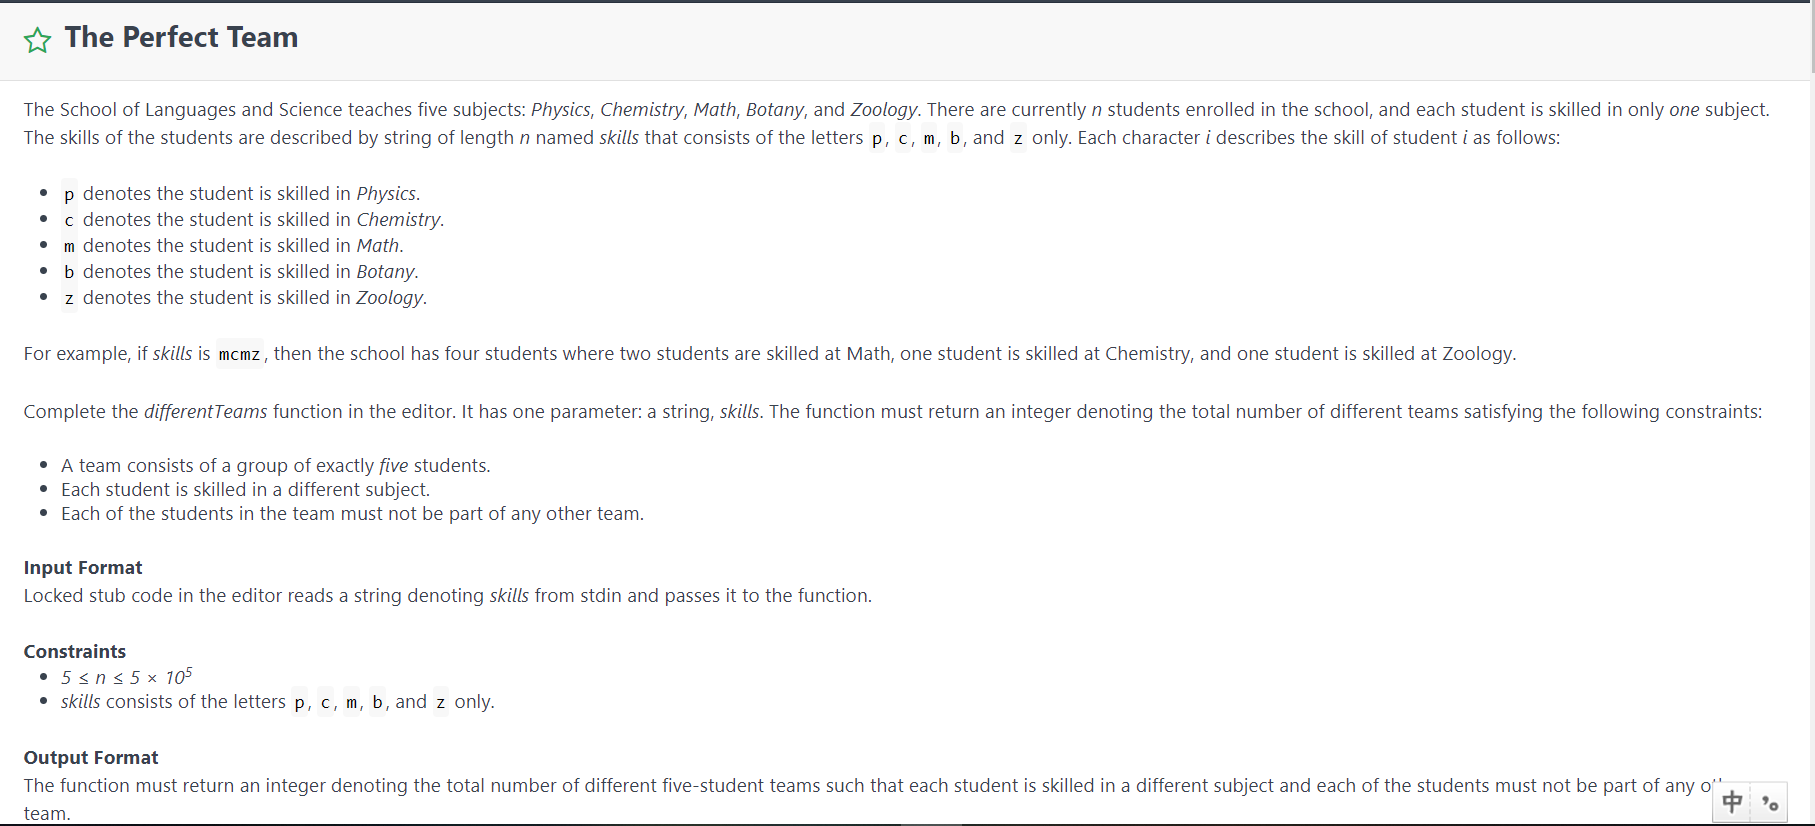 The Perfect Team
The School of Languages and Science teaches five subjects: Physics, Chemistry, Math, Botany, and Zoology. There are currently n students enrolled in the school, and each student is skilled in only one subject.
The skills of the students are described by string of length n named skills that consists of the letters p, c, m, b, and z only. Each character i describes the skill of student i as follows:
• p denotes the student is skilled in Physics.
• c denotes the student is skilled in Chemistry.
• m denotes the student is skilled in Math.
• b denotes the student is skilled in Botany.
• z denotes the student is skilled in Zoology.
For example, if skills is mcmz, then the school has four students where two students are skilled at Math, one student is skilled at Chemistry, and one student is skilled at Zoology.
Complete the differentTeams function in the editor. It has one parameter: a string, skills. The function must return an integer denoting the total number of different teams satisfying the following constraints:
• A team consists of a group of exactly five students.
• Each student is skilled in a different subject.
• Each of the students in the team must not be part of any other team.
Input Format
Locked stub code in the editor reads a string denoting skills from stdin and passes it to the function.
Constraints
• 5 ≤ n ≤ 5 × 10⁵
• skills consists of the letters p, c, m, b, and z only.
Output Format
The function must return an integer denoting the total number of different five-student teams such that each student is skilled in a different subject and each of the students must not be part of any
team.
中 °,